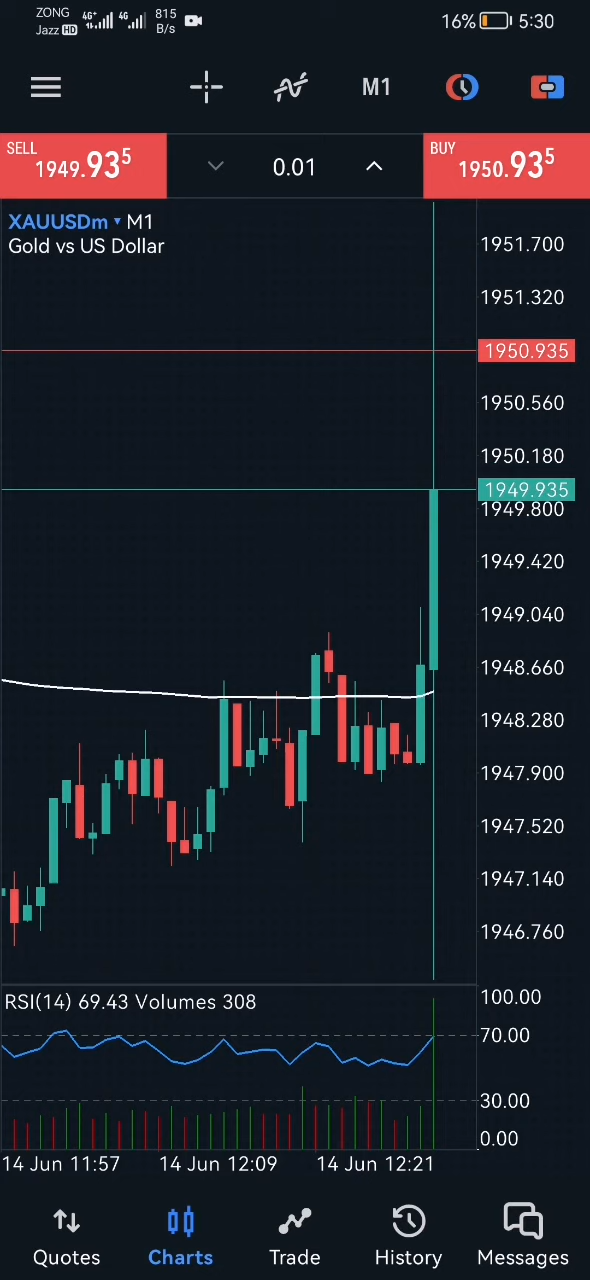 ZONG 4G+ 4G 815 16% 5:30
Jazz HD B/s
M1
SELL 1949.935 0.01 BUY 1950.935
XAUUSDm ▾ M1
Gold vs US Dollar
1951.700
1951.320
1950.935
1950.560
1950.180
1949.935
1949.800
1949.420
1949.040
1948.660
1948.280
1947.900
1947.520
1947.140
1946.760
RSI(14) 69.43 Volumes 308
100.00
70.00
30.00
0.00
14 Jun 11:57 14 Jun 12:09 14 Jun 12:21
Quotes Charts Trade History Messages